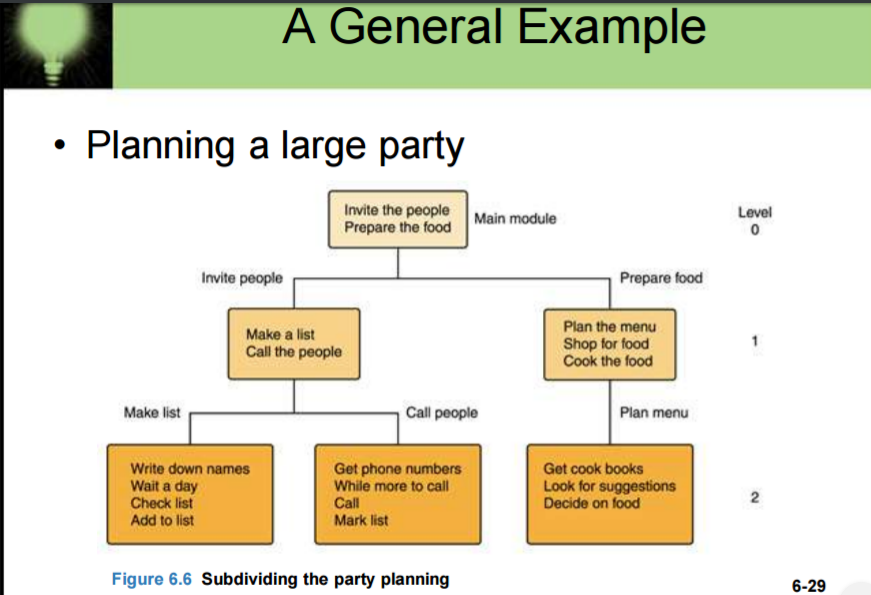 A General Example
• Planning a large party
Invite the people
Prepare the food
Main module
Level
0
Invite people
Prepare food
Make a list
Call the people
Plan the menu
Shop for food
Cook the food
1
Make list
Call people
Plan menu
Write down names
Wait a day
Check list
Add to list
Get phone numbers
While more to call
Call
Mark list
Get cook books
Look for suggestions
Decide on food
2
Figure 6.6 Subdividing the party planning
6-29